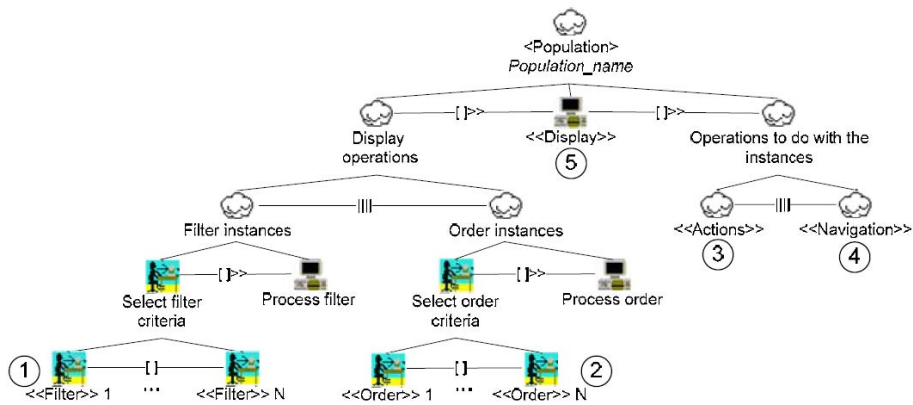 <Population>
Population_name
[ ]>>
[ ]>>
Display
operations
<<Display>>
5
Operations to do with the
instances
||||
||||
Filter instances
Order instances
<<Actions>>
<<Navigation>>
3
4
[ ]>>
[ ]>>
Select filter
criteria
Process filter
Select order
criteria
Process order
1
[ ]
[ ]
2
<<Filter>> 1
...
<<Filter>> N
<<Order>> 1
...
<<Order>> N